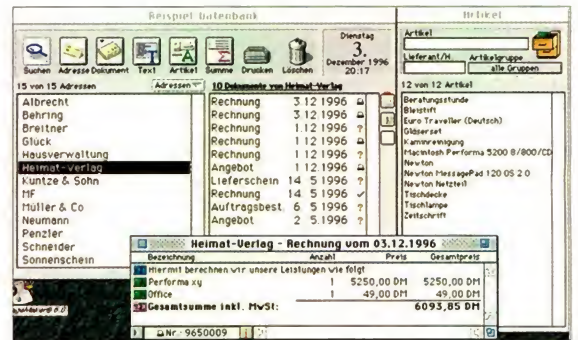 Beispiel Datenbank
Artikel
Suchen Adresse Dokument Text Artikel Summe Drucken Löschen
Dienstag
3.
Dezember 1996
20:17
Artikel
Lieferant/H. Artikelgruppe
alle Gruppen
15 von 15 Adressen
Adressen
10 Dokumente von Heimat-Verlag
12 von 12 Artikel
Albrecht
Behring
Breitner
Glück
Hausverwaltung
Heimat-Verlag
Kuntze & Sohn
MF
Müller & Co
Neumann
Penzler
Schneider
Sonnenschein
Rechnung 3.12.1996
Rechnung 3.12.1996
Rechnung 1.12.1996 ?
Rechnung 1.12.1996
Rechnung 1.12.1996 ?
Angebot 1.12.1996
Lieferschein 14. 5.1996 ?
Rechnung 14. 5.1996 ✓
Auftragsbest. 6. 5.1996 ?
Angebot 2. 5.1996 ?
Beratungsstunde
Bleistift
Euro Traveller (Deutsch)
Gläserset
Kaminreinigung
Macintosh Performa 5200 8/800/CD
Newton
Newton MessagePad 120 OS 2.0
Newton Netzteil
Tischdecke
Tischlampe
Zeitschrift
Heimat-Verlag - Rechnung vom 03.12.1996
Bezeichnung Anzahl Preis Gesamtpreis
Hiermit berechnen wir unsere Leistungen wie folgt
Performa xy 1 5250,00 DM 5250,00 DM
Office 1 49,00 DM 49,00 DM
Gesamtsumme inkl. MwSt: 6093,85 DM
Nr.: 9650009